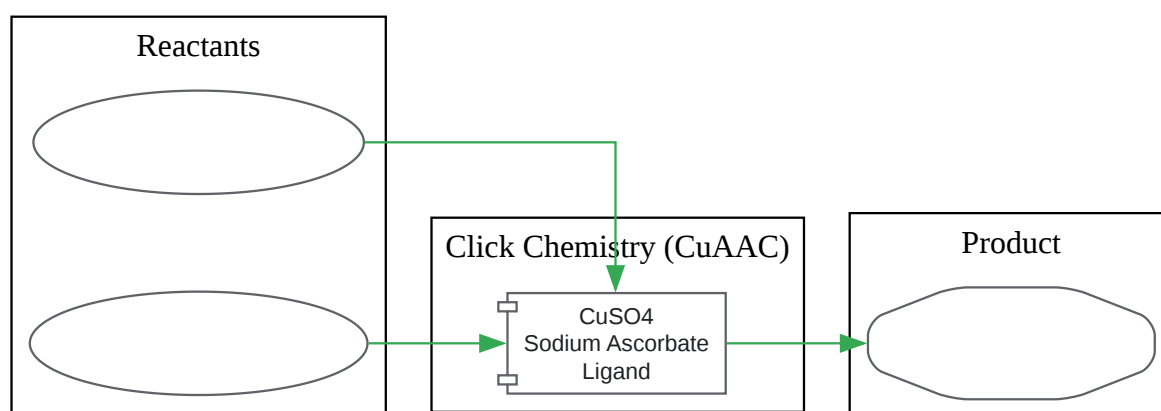 Reactants
Click Chemistry (CuAAC)
Product
CuSO4
Sodium Ascorbate
Ligand